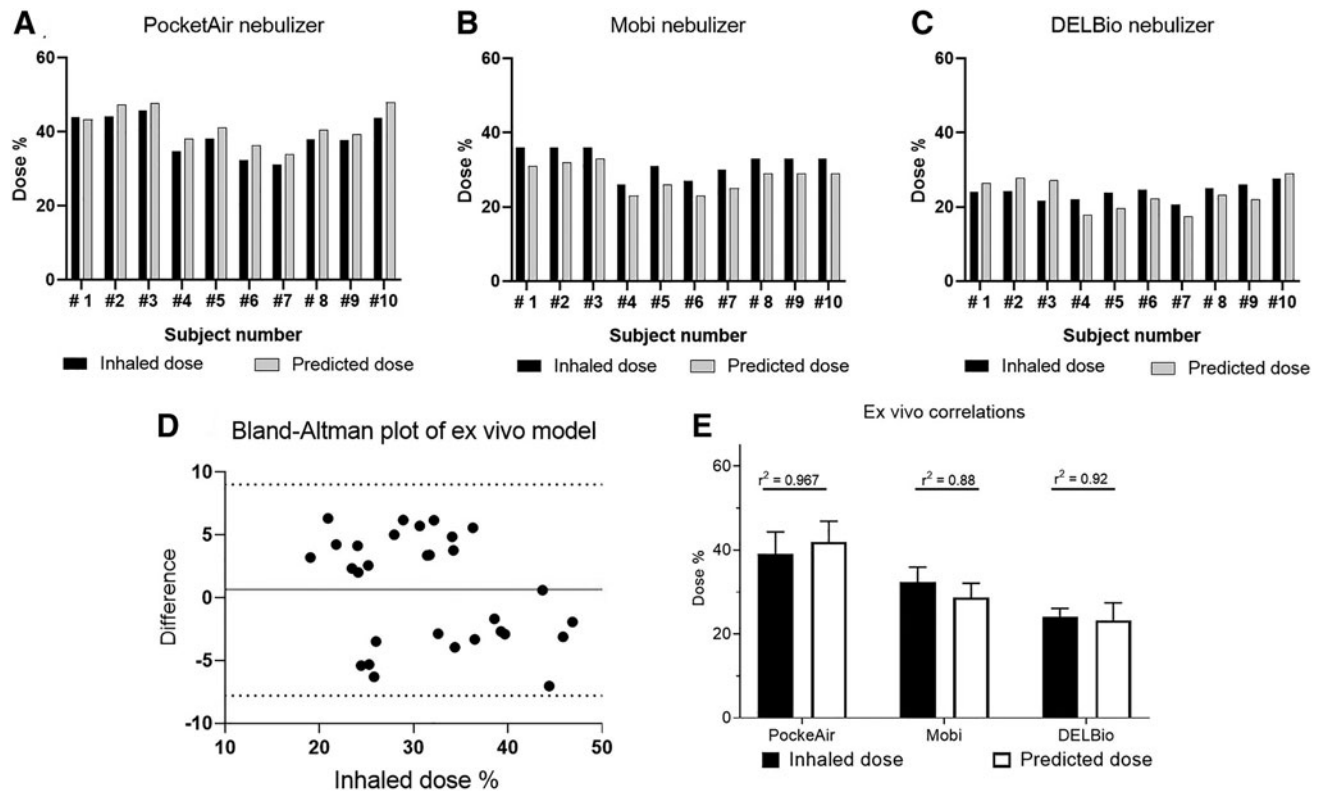 A
PocketAir nebulizer
60
40
20
0
Dose %
# 1 #2 #3 #4 #5 #6 #7 # 8 #9 #10
Subject number
Inhaled dose Predicted dose
B
Mobi nebulizer
60
40
20
0
Dose %
# 1 #2 #3 #4 #5 #6 #7 # 8 #9 #10
Subject number
Inhaled dose Predicted dose
C
DELBio nebulizer
60
40
20
0
Dose %
# 1 #2 #3 #4 #5 #6 #7 # 8 #9 #10
Subject number
Inhaled dose Predicted dose
D
Bland-Altman plot of ex vivo model
10
5
0
-5
-10
Difference
10 20 30 40 50
Inhaled dose %
E
Ex vivo correlations
60
40
20
0
Dose %
r² = 0.967 r² = 0.88 r² = 0.92
PockeAir Mobi DELBio
Inhaled dose Predicted dose